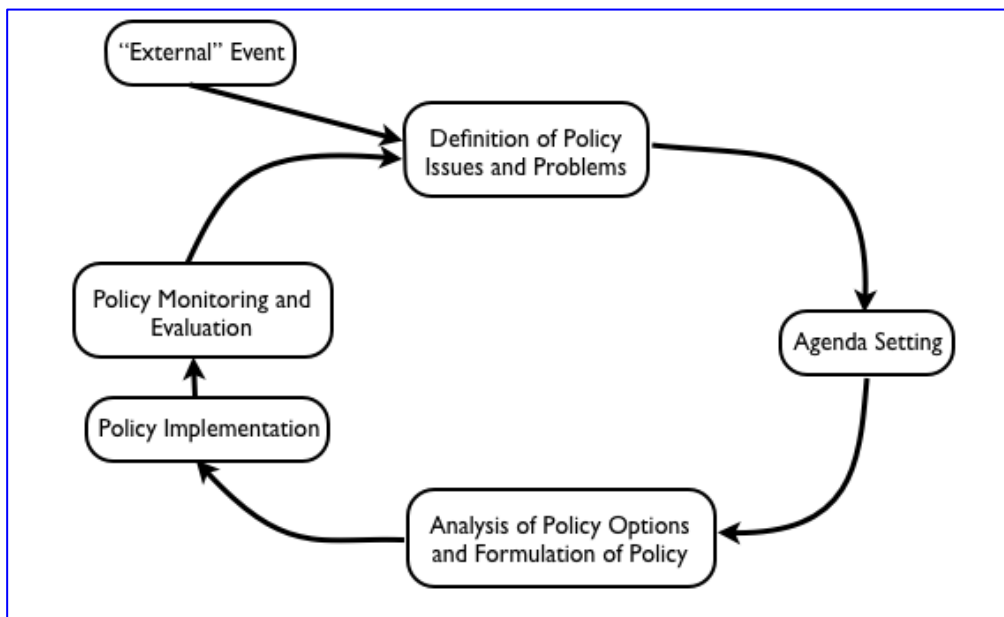 “External” Event
Definition of Policy
Issues and Problems
Policy Monitoring and
Evaluation
Agenda Setting
Policy Implementation
Analysis of Policy Options
and Formulation of Policy